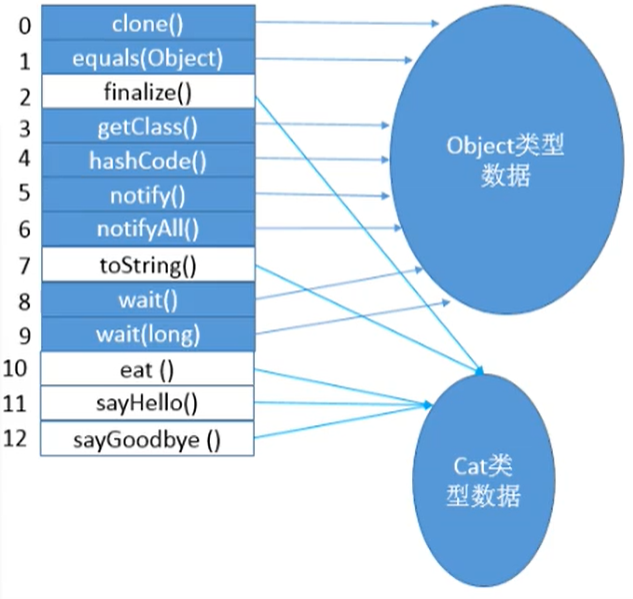 0 clone()
1 equals(Object)
2 finalize()
3 getClass()
4 hashCode()
5 notify()
6 notifyAll()
7 toString()
8 wait()
9 wait(long)
10 eat ()
11 sayHello()
12 sayGoodbye ()
Object类型
数据
Cat类
型数据